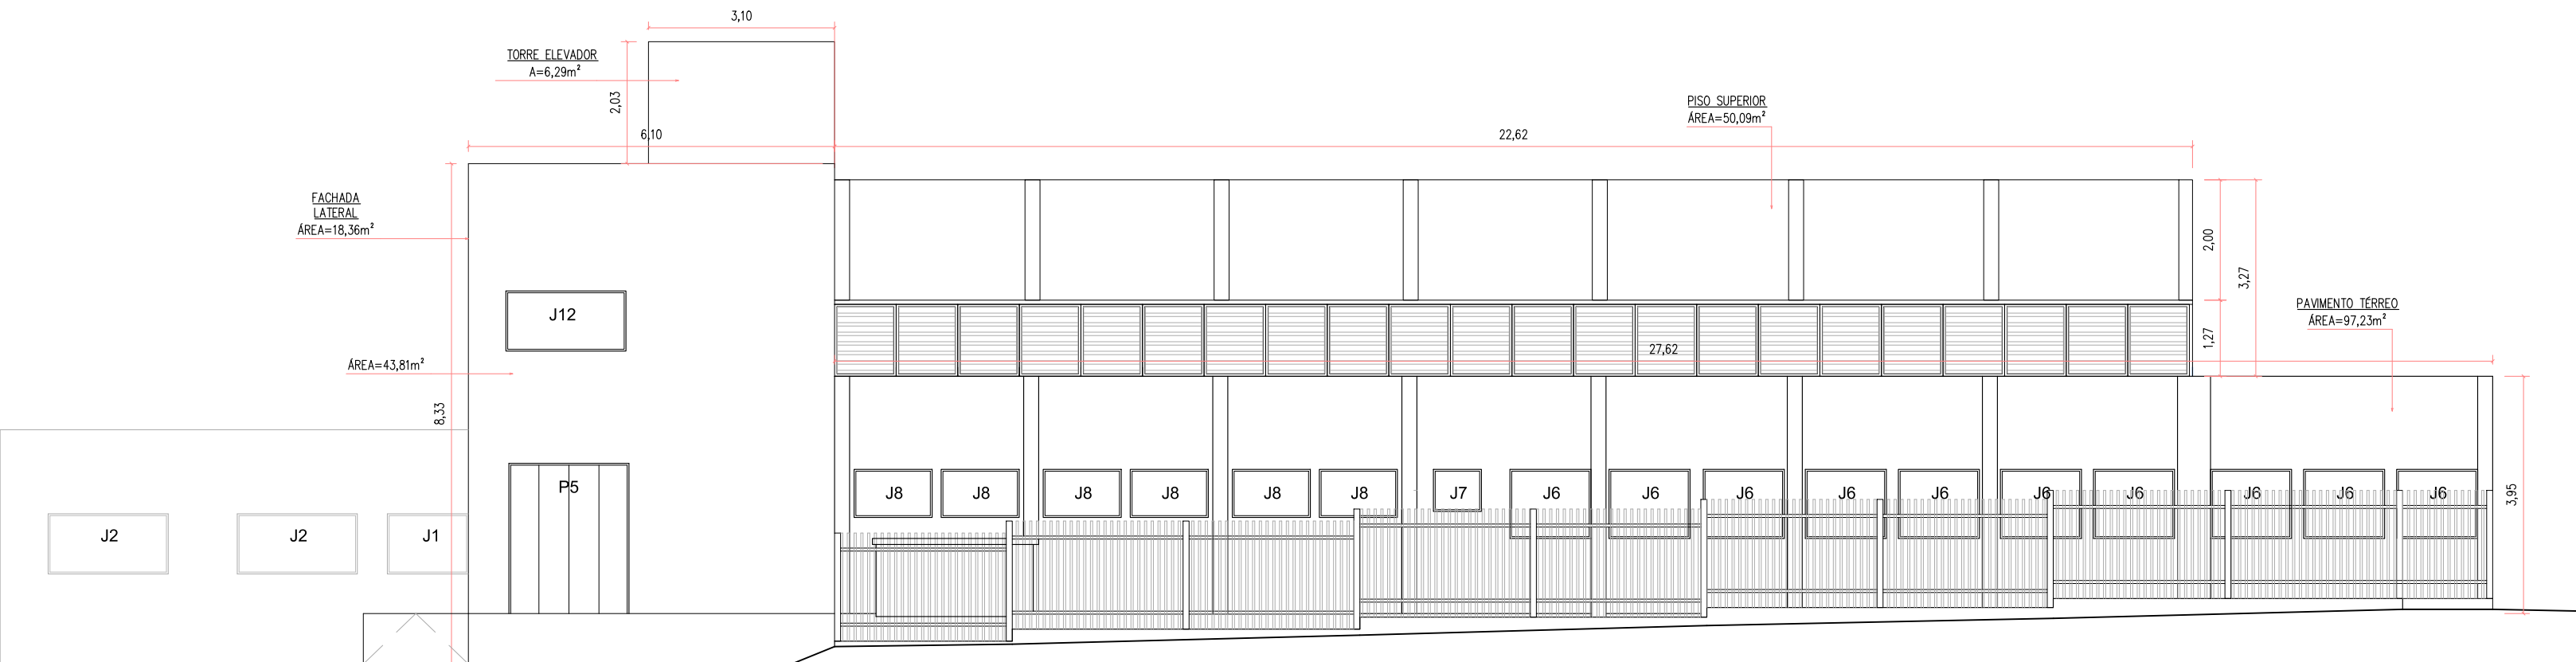 3,10
TORRE ELEVADOR
A=6,29m²
2,03
PISO SUPERIOR
ÁREA=50,09m²
6,10
22,62
FACHADA
LATERAL
ÁREA=18,36m²
2,00
3,27
PAVIMENTO TÉRREO
ÁREA=97,23m²
J12
1,27
27,62
ÁREA=43,81m²
8,33
P5
J8
J8
J8
J8
J8
J8
J7
J6
J6
J6
J6
J6
J6
J6
J6
J6
J6
3,95
J2
J2
J1